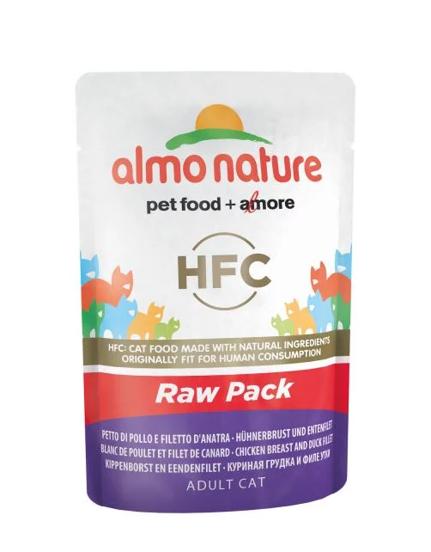 almo nature
pet food + almore
HFC
HFC: CAT FOOD MADE WITH NATURAL INGREDIENTS
ORIGINALLY FIT FOR HUMAN CONSUMPTION
Raw Pack
PETTO DI POLLO E FILETTO D'ANATRA · HÜHNERBRUST UND ENTENFILET
BLANC DE POULET ET FILET DE CANARD · CHICKEN BREAST AND DUCK FILLET
KIPPENBORST EN EENDENFILET · КУРИНАЯ ГРУДКА И ФИЛЕ УТКИ
ADULT CAT